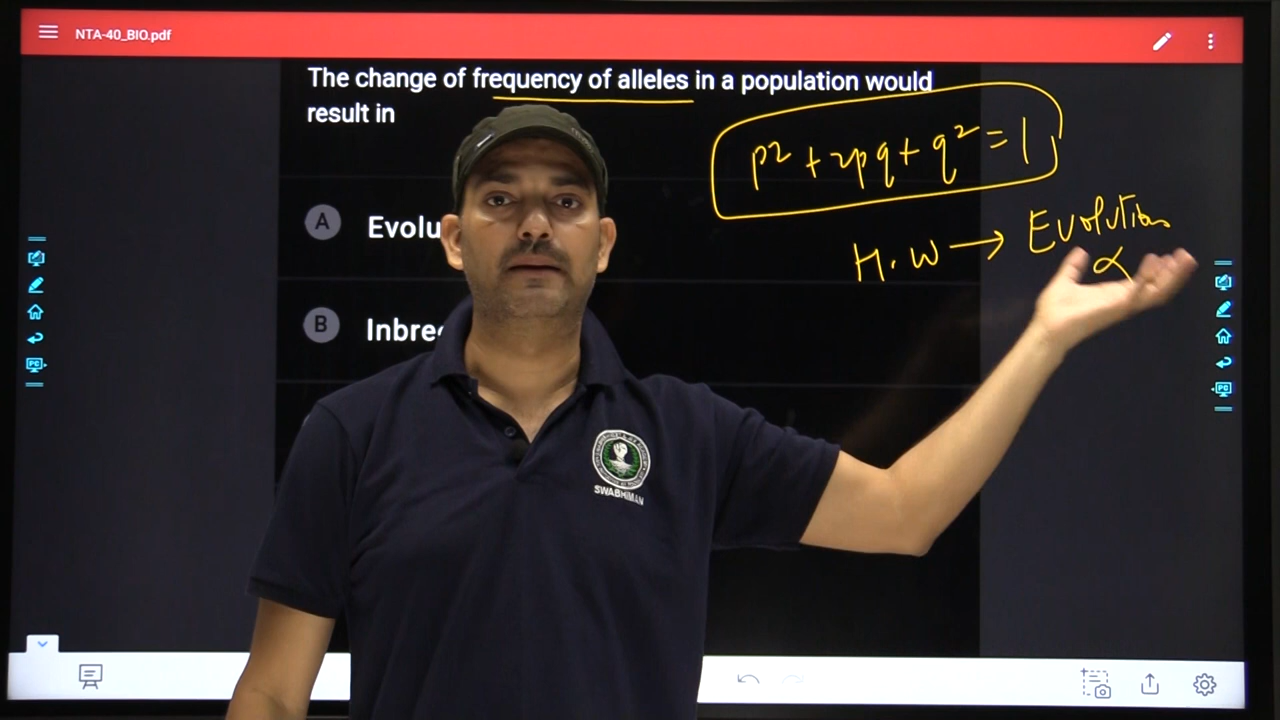 NTA-40_BIO.pdf
The change of frequency of alleles in a population would
result in
p² + 2pq + q² = 1
A Evolu
H.W → Evolution
B Inbre
SWABHIMAN